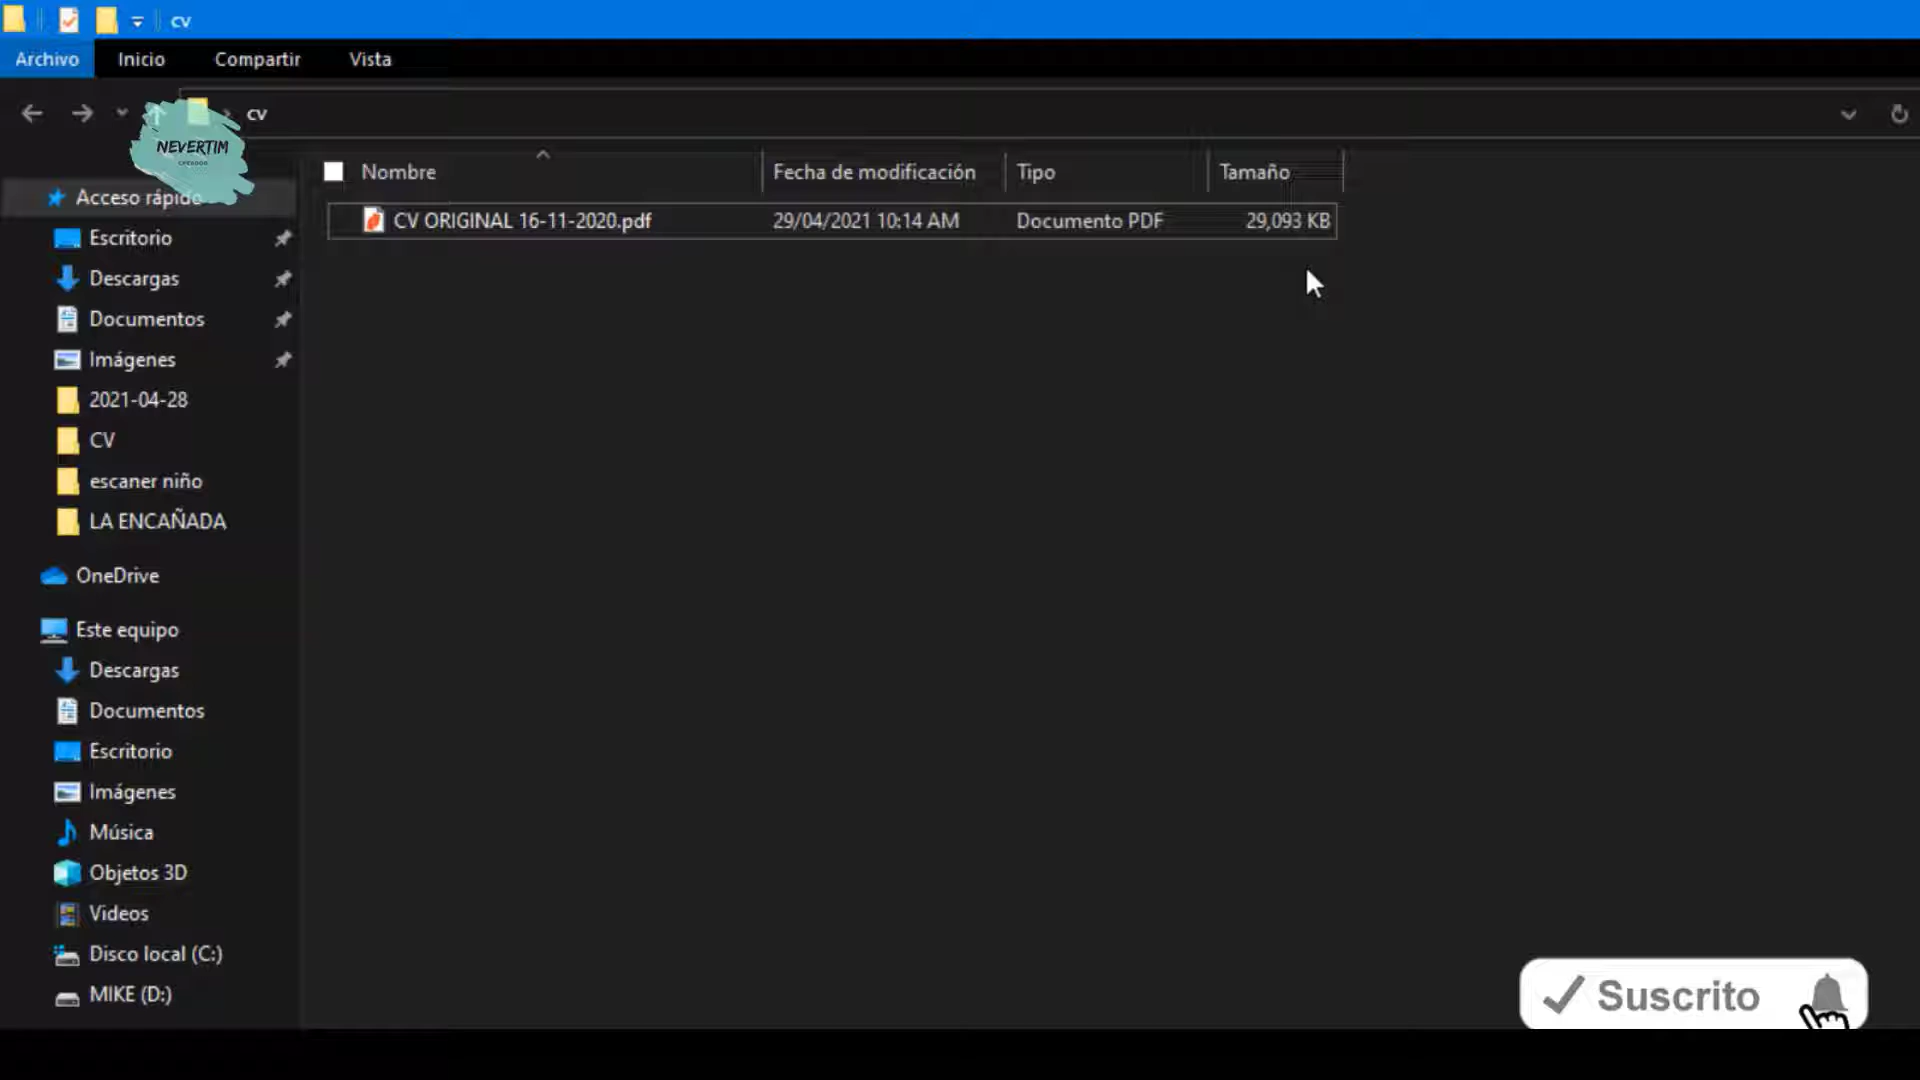 cv
Archivo Inicio Compartir Vista
cv
NEVERTIM
Nombre Fecha de modificación Tipo Tamaño
CV ORIGINAL 16-11-2020.pdf 29/04/2021 10:14 AM Documento PDF 29,093 KB
Acceso rápido
Escritorio
Descargas
Documentos
Imágenes
2021-04-28
CV
escaner niño
LA ENCAÑADA
OneDrive
Este equipo
Descargas
Documentos
Escritorio
Imágenes
Música
Objetos 3D
Videos
Disco local (C:)
MIKE (D:)
Suscrito